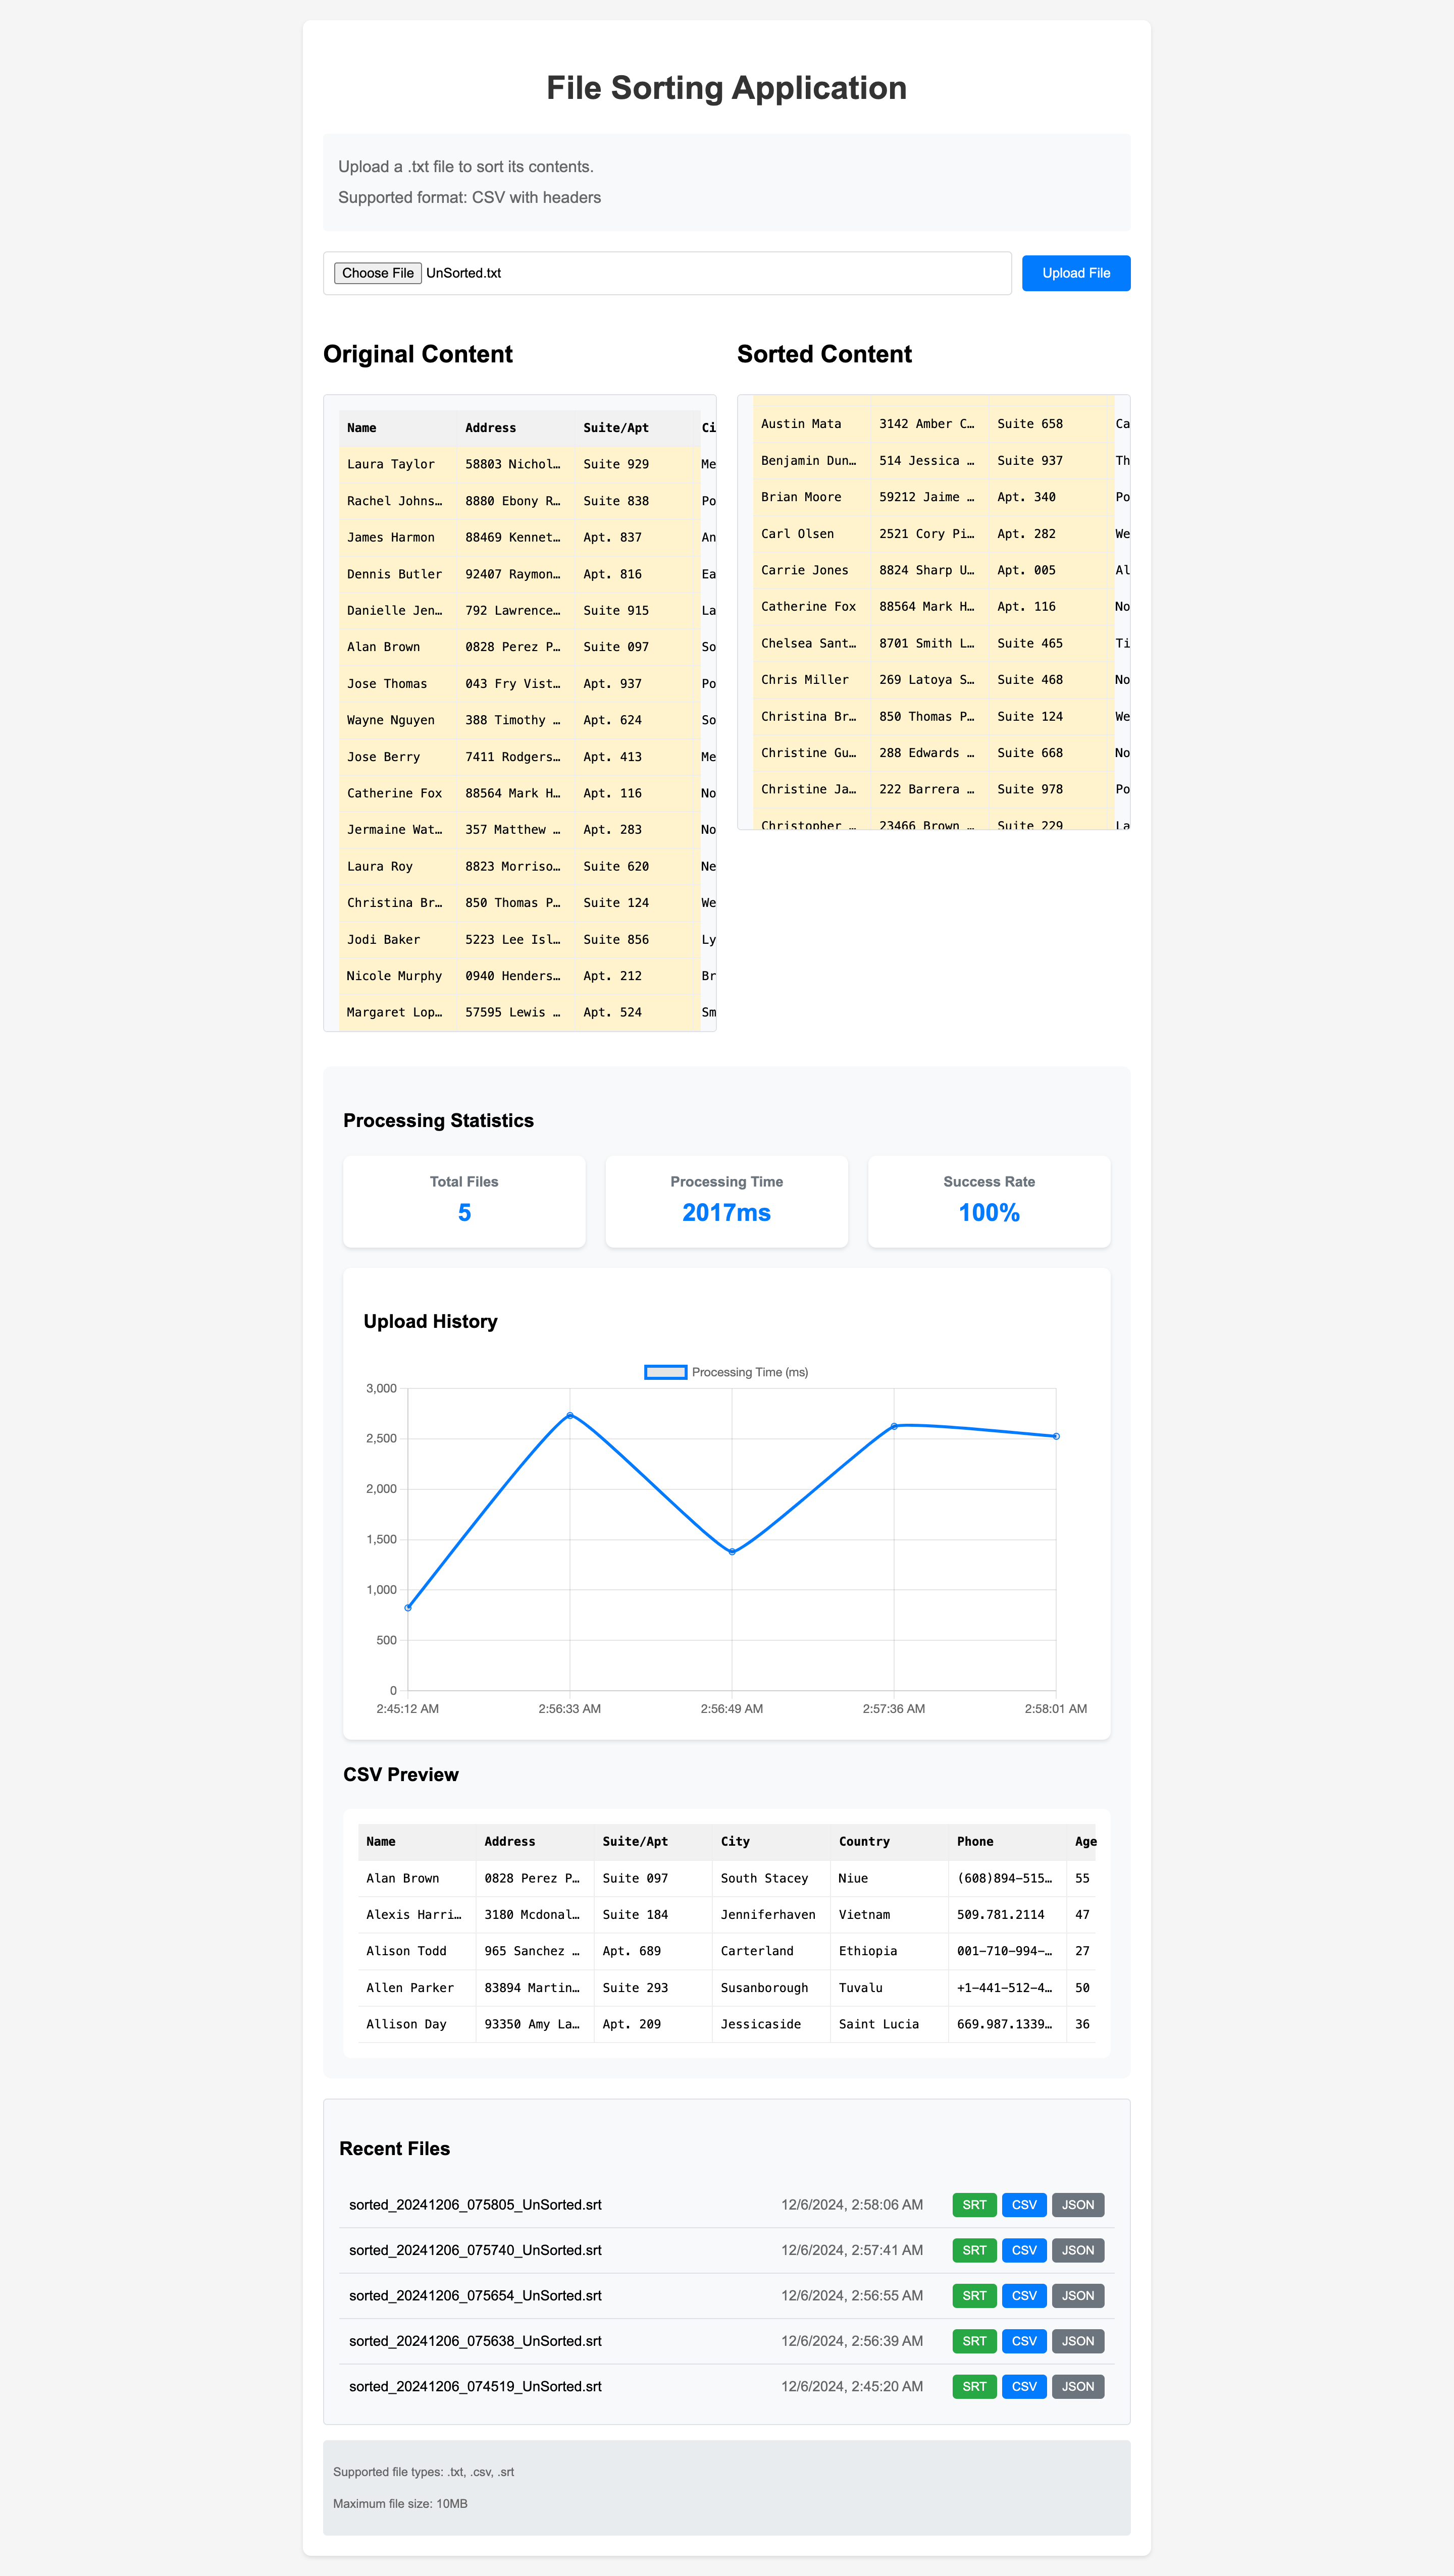 File Sorting Application
Upload a .txt file to sort its contents.
Supported format: CSV with headers
Choose File UnSorted.txt
Upload File
Original Content
Name Address Suite/Apt Ci
Laura Taylor 58803 Nichol… Suite 929 Me
Rachel Johns… 8880 Ebony R… Suite 838 Po
James Harmon 88469 Kennet… Apt. 837 An
Dennis Butler 92407 Raymon… Apt. 816 Ea
Danielle Jen… 792 Lawrence… Suite 915 La
Alan Brown 0828 Perez P… Suite 097 So
Jose Thomas 043 Fry Vist… Apt. 937 Po
Wayne Nguyen 388 Timothy … Apt. 624 So
Jose Berry 7411 Rodgers… Apt. 413 Me
Catherine Fox 88564 Mark H… Apt. 116 No
Jermaine Wat… 357 Matthew … Apt. 283 No
Laura Roy 8823 Morriso… Suite 620 Ne
Christina Br… 850 Thomas P… Suite 124 We
Jodi Baker 5223 Lee Isl… Suite 856 Ly
Nicole Murphy 0940 Henders… Apt. 212 Br
Margaret Lop… 57595 Lewis … Apt. 524 Sm
Sorted Content
Austin Mata 3142 Amber C… Suite 658 Ca
Benjamin Dun… 514 Jessica … Suite 937 Th
Brian Moore 59212 Jaime … Apt. 340 Po
Carl Olsen 2521 Cory Pi… Apt. 282 We
Carrie Jones 8824 Sharp U… Apt. 005 Al
Catherine Fox 88564 Mark H… Apt. 116 No
Chelsea Sant… 8701 Smith L… Suite 465 Ti
Chris Miller 269 Latoya S… Suite 468 No
Christina Br… 850 Thomas P… Suite 124 We
Christine Gu… 288 Edwards … Suite 668 No
Christine Ja… 222 Barrera … Suite 978 Po
Christopher … 23466 Brown … Suite 229 La
Processing Statistics
Total Files
5
Processing Time
2017ms
Success Rate
100%
Upload History
Processing Time (ms)
3,000
2,500
2,000
1,500
1,000
500
0
2:45:12 AM 2:56:33 AM 2:56:49 AM 2:57:36 AM 2:58:01 AM
CSV Preview
Name Address Suite/Apt City Country Phone Age
Alan Brown 0828 Perez P… Suite 097 South Stacey Niue (608)894-515… 55
Alexis Harri… 3180 Mcdonal… Suite 184 Jenniferhaven Vietnam 509.781.2114 47
Alison Todd 965 Sanchez … Apt. 689 Carterland Ethiopia 001-710-994-… 27
Allen Parker 83894 Martin… Suite 293 Susanborough Tuvalu +1-441-512-4… 50
Allison Day 93350 Amy La… Apt. 209 Jessicaside Saint Lucia 669.987.1339… 36
Recent Files
sorted_20241206_075805_UnSorted.srt 12/6/2024, 2:58:06 AM SRT CSV JSON
sorted_20241206_075740_UnSorted.srt 12/6/2024, 2:57:41 AM SRT CSV JSON
sorted_20241206_075654_UnSorted.srt 12/6/2024, 2:56:55 AM SRT CSV JSON
sorted_20241206_075638_UnSorted.srt 12/6/2024, 2:56:39 AM SRT CSV JSON
sorted_20241206_074519_UnSorted.srt 12/6/2024, 2:45:20 AM SRT CSV JSON
Supported file types: .txt, .csv, .srt
Maximum file size: 10MB